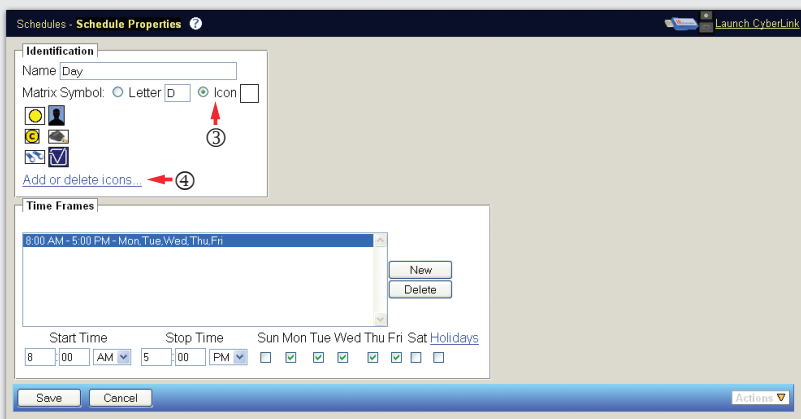 Schedules - Schedule Properties ? Launch CyberLink
Identification
Name Day
Matrix Symbol: Letter D Icon
③
C
Add or delete icons... ④
Time Frames
8:00 AM - 5:00 PM - Mon,Tue,Wed,Thu,Fri
New
Delete
Start Time Stop Time Sun Mon Tue Wed Thu Fri Sat Holidays
8 : 00 AM 5 : 00 PM
Save Cancel Actions